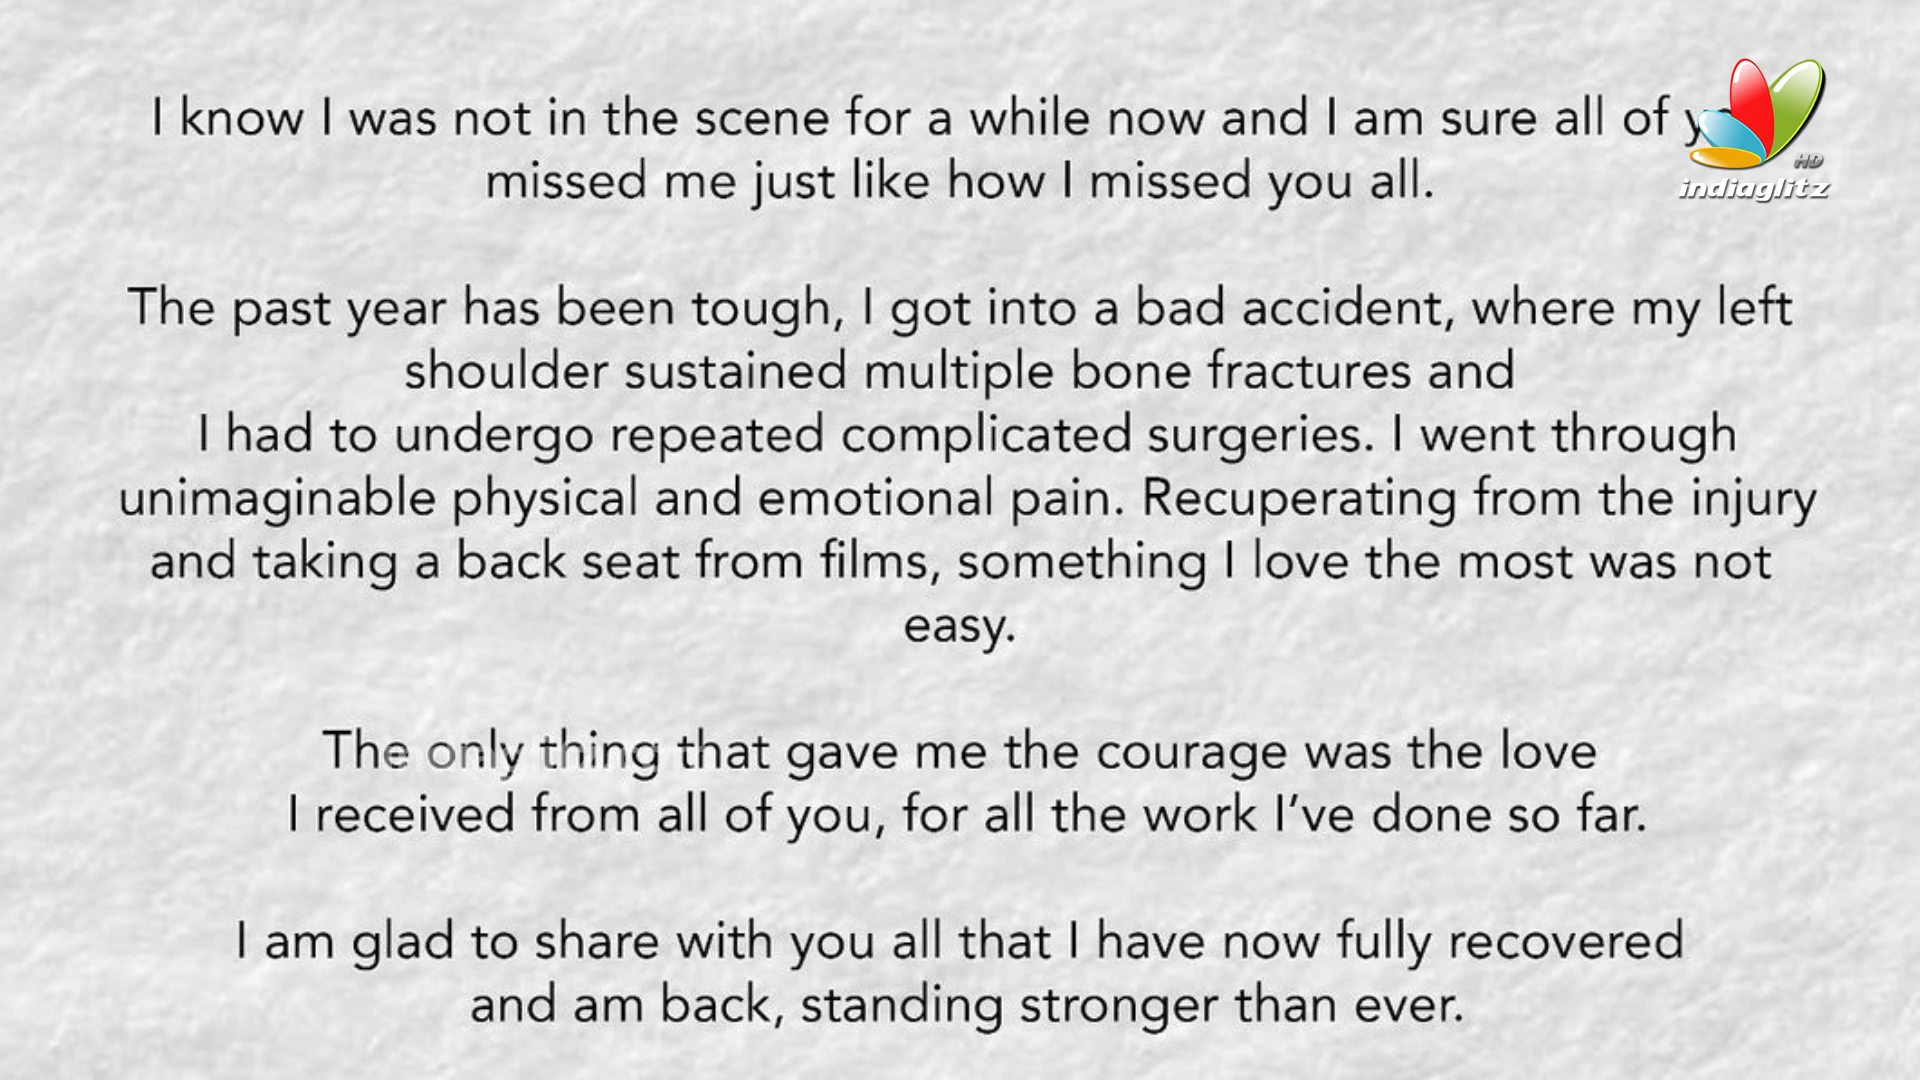 I know I was not in the scene for a while now and I am sure all of
missed me just like how I missed you all.
The past year has been tough, I got into a bad accident, where my left
shoulder sustained multiple bone fractures and
I had to undergo repeated complicated surgeries. I went through
unimaginable physical and emotional pain. Recuperating from the injury
and taking a back seat from films, something I love the most was not
easy.
The only thing that gave me the courage was the love
I received from all of you, for all the work I’ve done so far.
I am glad to share with you all that I have now fully recovered
and am back, standing stronger than ever.
HD
indiaglitz